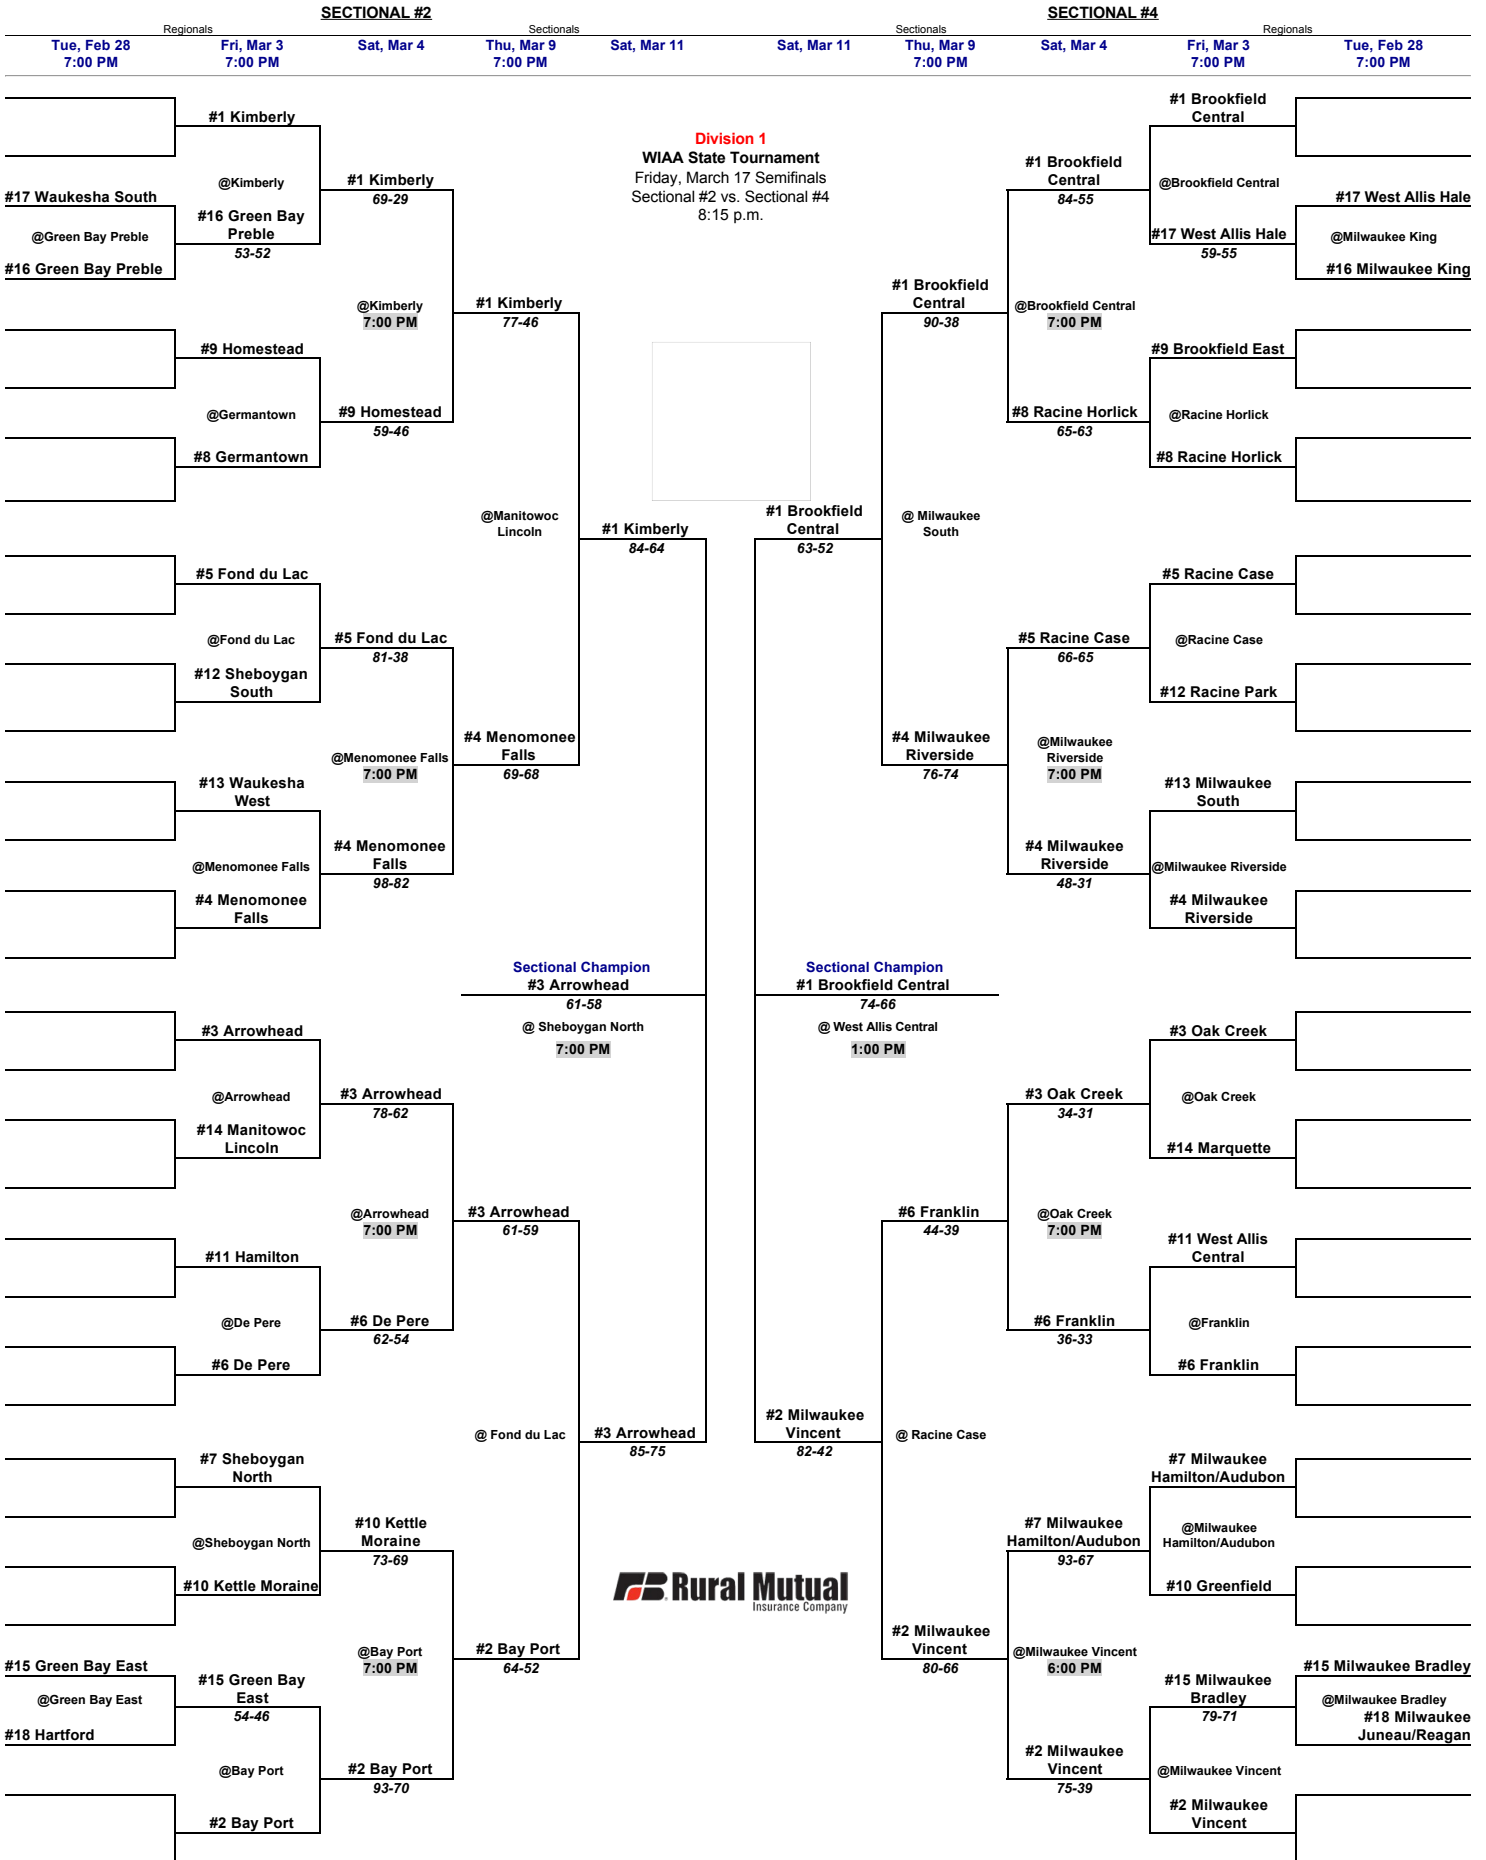 SECTIONAL #2
SECTIONAL #4
Regionals
Sectionals
Sectionals
Regionals
Tue, Feb 28
7:00 PM
Fri, Mar 3
7:00 PM
Sat, Mar 4
Thu, Mar 9
7:00 PM
Sat, Mar 11
Sat, Mar 11
Thu, Mar 9
7:00 PM
Sat, Mar 4
Fri, Mar 3
7:00 PM
Tue, Feb 28
7:00 PM
Division 1
WIAA State Tournament
Friday, March 17 Semifinals
Sectional #2 vs. Sectional #4
8:15 p.m.
#17 Waukesha South
@Green Bay Preble
#16 Green Bay Preble
#15 Green Bay East
@Green Bay East
#18 Hartford
#1 Kimberly
@Kimberly
#16 Green Bay
Preble
53-52
#9 Homestead
@Germantown
#8 Germantown
#5 Fond du Lac
@Fond du Lac
#12 Sheboygan
South
#13 Waukesha
West
@Menomonee Falls
#4 Menomonee
Falls
#3 Arrowhead
@Arrowhead
#14 Manitowoc
Lincoln
#11 Hamilton
@De Pere
#6 De Pere
#7 Sheboygan
North
@Sheboygan North
#10 Kettle Moraine
#15 Green Bay
East
54-46
@Bay Port
#2 Bay Port
#1 Kimberly
69-29
@Kimberly
7:00 PM
#9 Homestead
59-46
#5 Fond du Lac
81-38
@Menomonee Falls
7:00 PM
#4 Menomonee
Falls
98-82
#3 Arrowhead
78-62
@Arrowhead
7:00 PM
#6 De Pere
62-54
#10 Kettle
Moraine
73-69
@Bay Port
7:00 PM
#2 Bay Port
93-70
#1 Kimberly
77-46
@Manitowoc
Lincoln
#4 Menomonee
Falls
69-68
#3 Arrowhead
61-59
@ Fond du Lac
#2 Bay Port
64-52
#1 Kimberly
84-64
Sectional Champion
#3 Arrowhead
61-58
@ Sheboygan North
7:00 PM
#3 Arrowhead
85-75
Rural Mutual
Insurance Company
#1 Brookfield
Central
63-52
Sectional Champion
#1 Brookfield Central
74-66
@ West Allis Central
1:00 PM
#2 Milwaukee
Vincent
82-42
#1 Brookfield
Central
90-38
@ Milwaukee
South
#4 Milwaukee
Riverside
76-74
#6 Franklin
44-39
@ Racine Case
#2 Milwaukee
Vincent
80-66
#1 Brookfield
Central
84-55
@Brookfield Central
7:00 PM
#8 Racine Horlick
65-63
#5 Racine Case
66-65
@Milwaukee
Riverside
7:00 PM
#4 Milwaukee
Riverside
48-31
#3 Oak Creek
34-31
@Oak Creek
7:00 PM
#6 Franklin
36-33
#7 Milwaukee
Hamilton/Audubon
93-67
@Milwaukee Vincent
6:00 PM
#2 Milwaukee
Vincent
75-39
#1 Brookfield
Central
@Brookfield Central
#17 West Allis Hale
59-55
#9 Brookfield East
@Racine Horlick
#8 Racine Horlick
#5 Racine Case
@Racine Case
#12 Racine Park
#13 Milwaukee
South
@Milwaukee Riverside
#4 Milwaukee
Riverside
#3 Oak Creek
@Oak Creek
#14 Marquette
#11 West Allis
Central
@Franklin
#6 Franklin
#7 Milwaukee
Hamilton/Audubon
@Milwaukee
Hamilton/Audubon
#10 Greenfield
#15 Milwaukee
Bradley
79-71
@Milwaukee Vincent
#2 Milwaukee
Vincent
#17 West Allis Hale
@Milwaukee King
#16 Milwaukee King
#15 Milwaukee Bradley
@Milwaukee Bradley
#18 Milwaukee
Juneau/Reagan